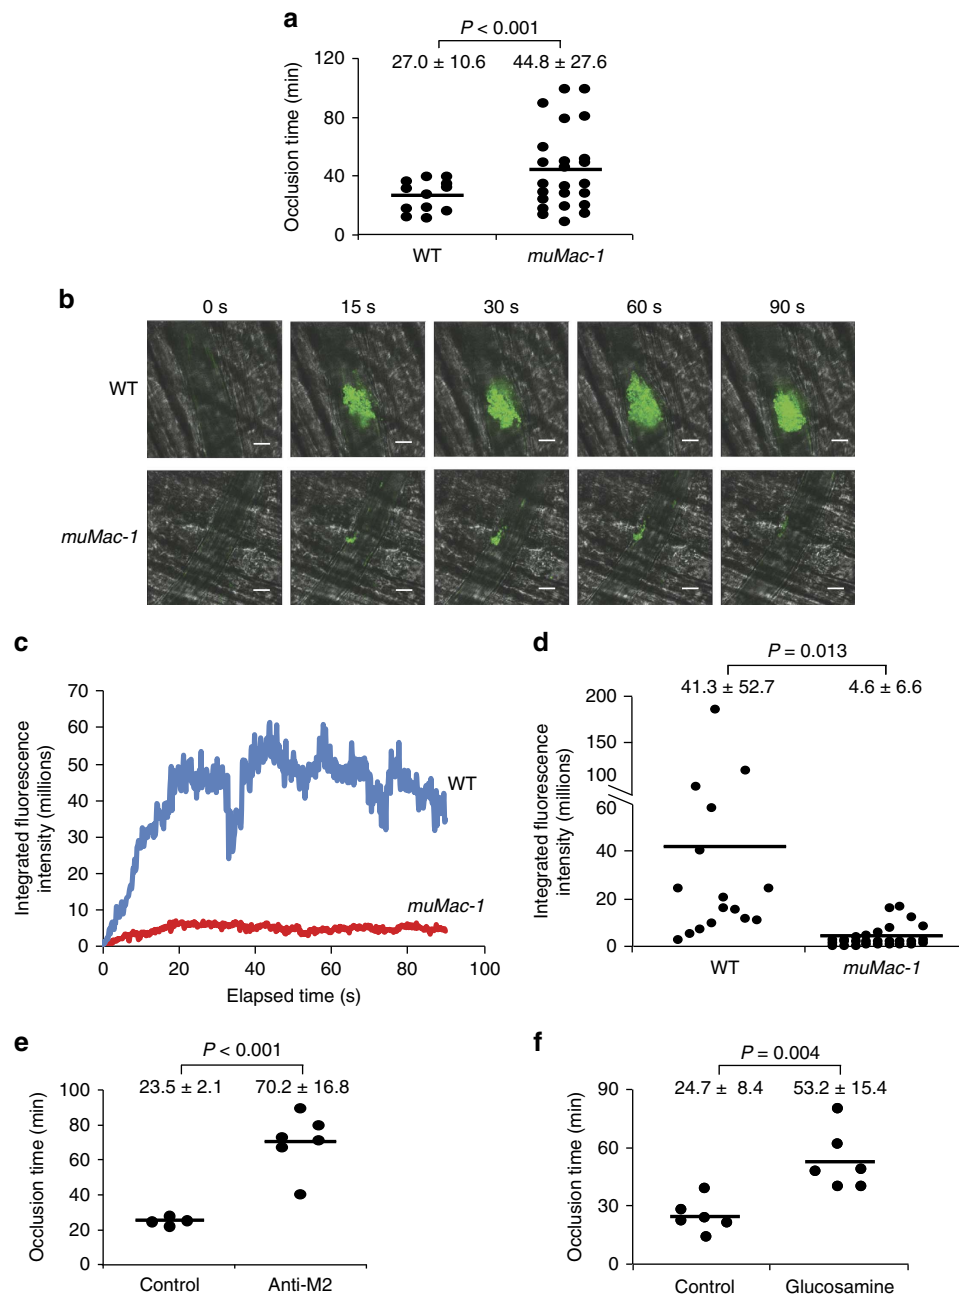 a
P < 0.001
27.0 ± 10.6 44.8 ± 27.6
Occlusion time (min)
120
80
40
0
WT muMac-1
b
0 s 15 s 30 s 60 s 90 s
WT
muMac-1
c
Integrated fluorescence
intensity (millions)
70
60
50
40
30
20
10
0
WT
muMac-1
0 20 40 60 80 100
Elapsed time (s)
d
P = 0.013
41.3 ± 52.7 4.6 ± 6.6
Integrated fluorescence
intensity (millions)
200
150
100
60
40
20
0
WT muMac-1
e
P < 0.001
23.5 ± 2.1 70.2 ± 16.8
Occlusion time (min)
100
80
60
40
20
0
Control Anti-M2
f
P = 0.004
24.7 ± 8.4 53.2 ± 15.4
Occlusion time (min)
90
60
30
0
Control Glucosamine